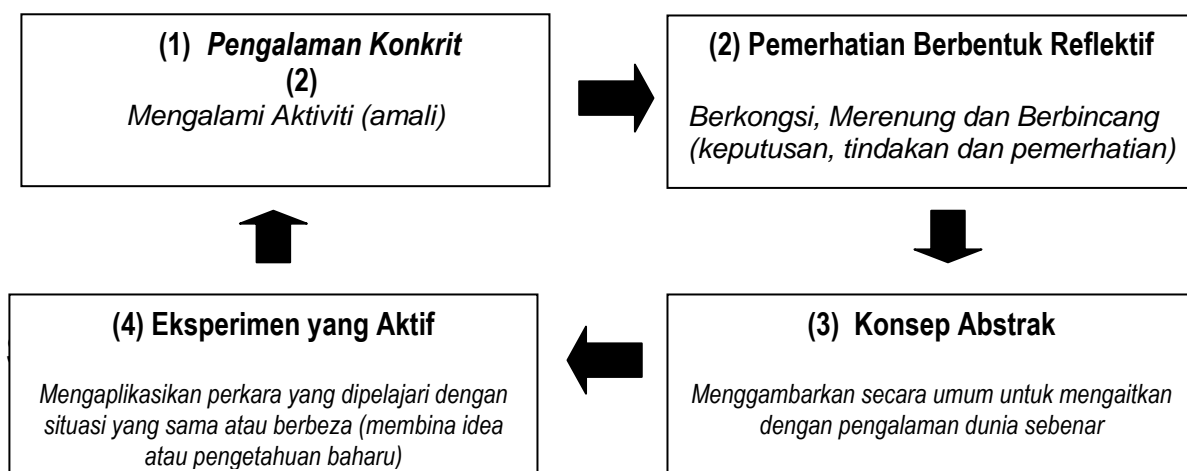 (1) Pengalaman Konkrit
(2)
Mengalami Aktiviti (amali)
(2) Pemerhatian Berbentuk Reflektif
Berkongsi, Merenung dan Berbincang
(keputusan, tindakan dan pemerhatian)
(3) Konsep Abstrak
Menggambarkan secara umum untuk mengaitkan
dengan pengalaman dunia sebenar
(4) Eksperimen yang Aktif
Mengaplikasikan perkara yang dipelajari dengan
situasi yang sama atau berbeza (membina idea
atau pengetahuan baharu)